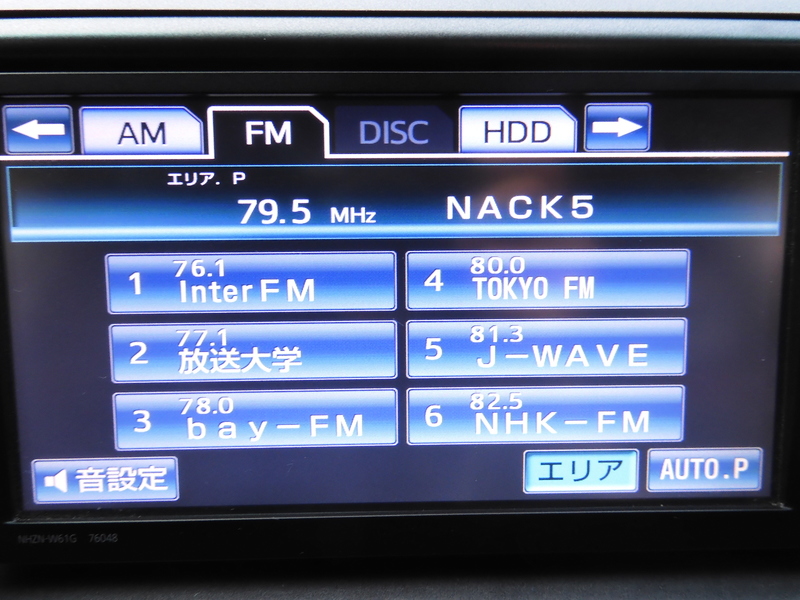 AM FM DISC HDD
エリア. P
79.5 MHz NACK5
1 76.1 InterFM
4 80.0 TOKYO FM
2 77.1 放送大学
5 81.3 J-WAVE
3 78.0 bay-FM
6 82.5 NHK-FM
音設定 エリア AUTO.P
NHZN-W61G 76048